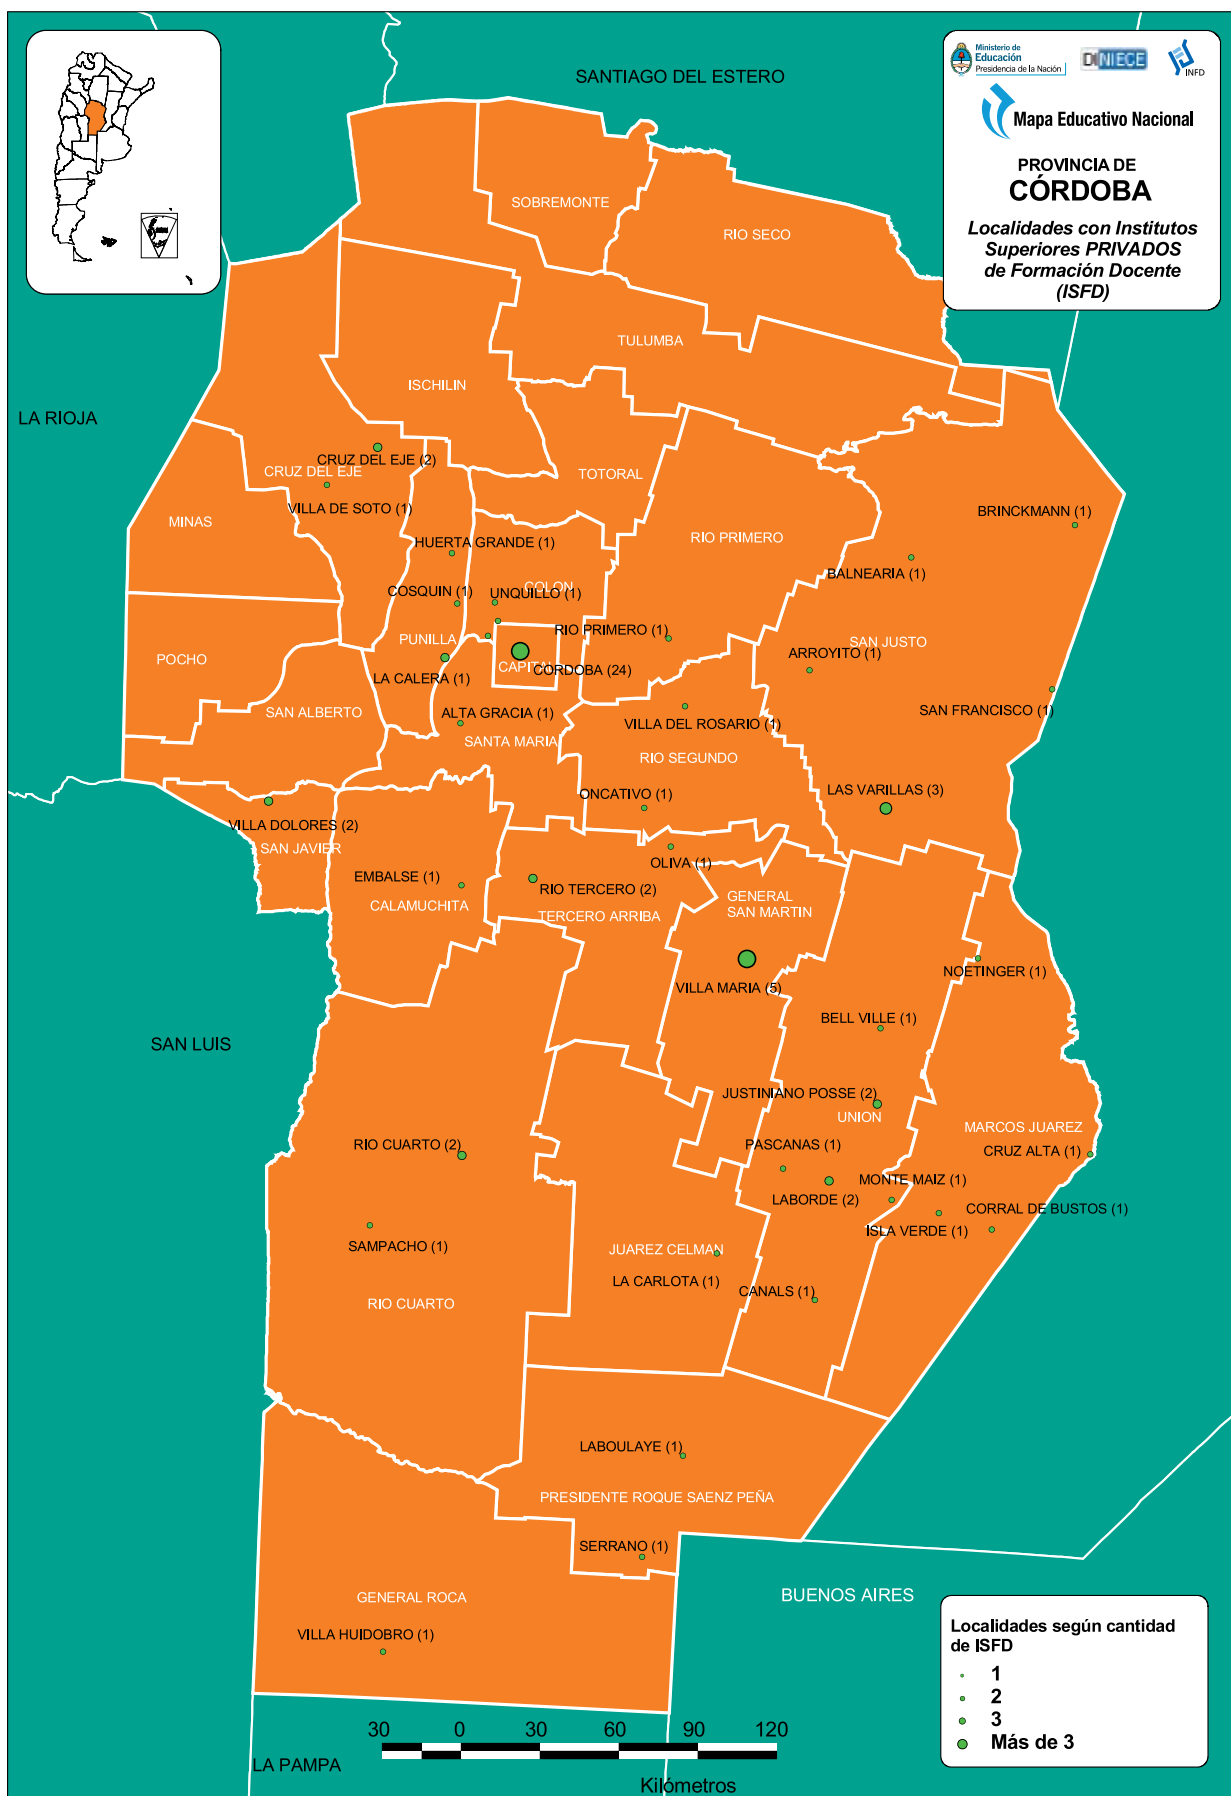 SANTIAGO DEL ESTERO
Ministerio de
Educación
Presidencia de la Nación
DINIECE
INFD
Mapa Educativo Nacional
PROVINCIA DE
CÓRDOBA
Localidades con Institutos
Superiores PRIVADOS
de Formación Docente
(ISFD)
SOBREMONTE
RIO SECO
TULUMBA
ISCHILIN
LA RIOJA
CRUZ DEL EJE (2)
CRUZ DEL EJE
TOTORAL
VILLA DE SOTO (1)
MINAS
BRINCKMANN (1)
RIO PRIMERO
HUERTA GRANDE (1)
BALNEARIA (1)
COLON
COSQUIN (1)
UNQUILLO (1)
RIO PRIMERO (1)
PUNILLA
SAN JUSTO
ARROYITO (1)
POCHO
CAPITAL
CORDOBA (24)
LA CALERA (1)
SAN ALBERTO
ALTA GRACIA (1)
SAN FRANCISCO (1)
VILLA DEL ROSARIO (1)
SANTA MARIA
RIO SEGUNDO
LAS VARILLAS (3)
ONCATIVO (1)
VILLA DOLORES (2)
SAN JAVIER
OLIVA (1)
EMBALSE (1)
RIO TERCERO (2)
GENERAL
SAN MARTIN
CALAMUCHITA
TERCERO ARRIBA
NOETINGER (1)
VILLA MARIA (5)
BELL VILLE (1)
SAN LUIS
JUSTINIANO POSSE (2)
UNION
MARCOS JUAREZ
RIO CUARTO (2)
PASCANAS (1)
CRUZ ALTA (1)
MONTE MAIZ (1)
LABORDE (2)
CORRAL DE BUSTOS (1)
ISLA VERDE (1)
SAMPACHO (1)
JUAREZ CELMAN
LA CARLOTA (1)
CANALS (1)
RIO CUARTO
LABOULAYE (1)
PRESIDENTE ROQUE SAENZ PEÑA
SERRANO (1)
GENERAL ROCA
BUENOS AIRES
VILLA HUIDOBRO (1)
Localidades según cantidad
de ISFD
1
2
3
Más de 3
30 0 30 60 90 120
Kilómetros
LA PAMPA